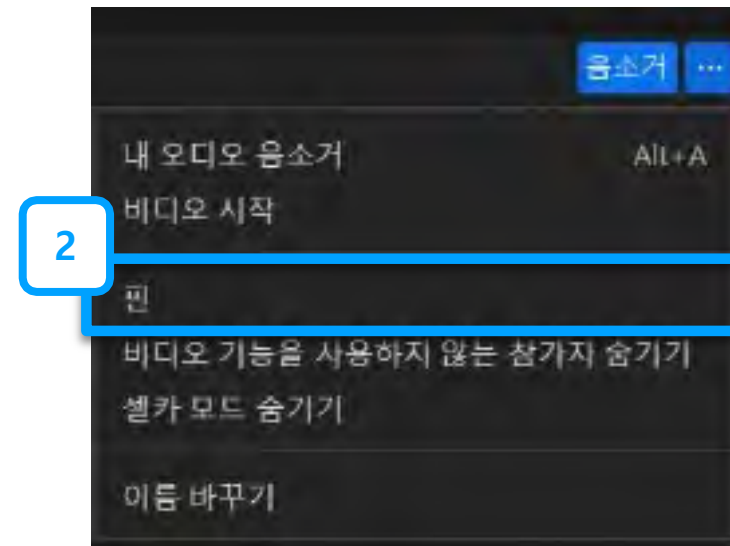 음소거 ...
내 오디오 음소거 Alt+A
비디오 시작
2
핀
비디오 기능을 사용하지 않는 참가자 숨기기
셀카 모드 숨기기
이름 바꾸기